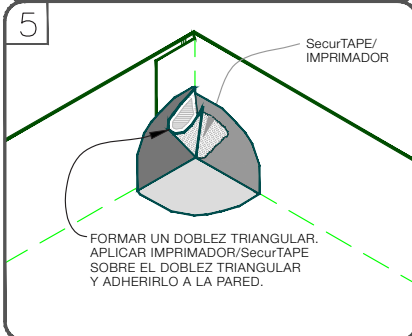 5
SecurTAPE/
IMPRIMADOR
FORMAR UN DOBLEZ TRIANGULAR.
APLICAR IMPRIMADOR/SecurTAPE
SOBRE EL DOBLEZ TRIANGULAR
Y ADHERIRLO A LA PARED.